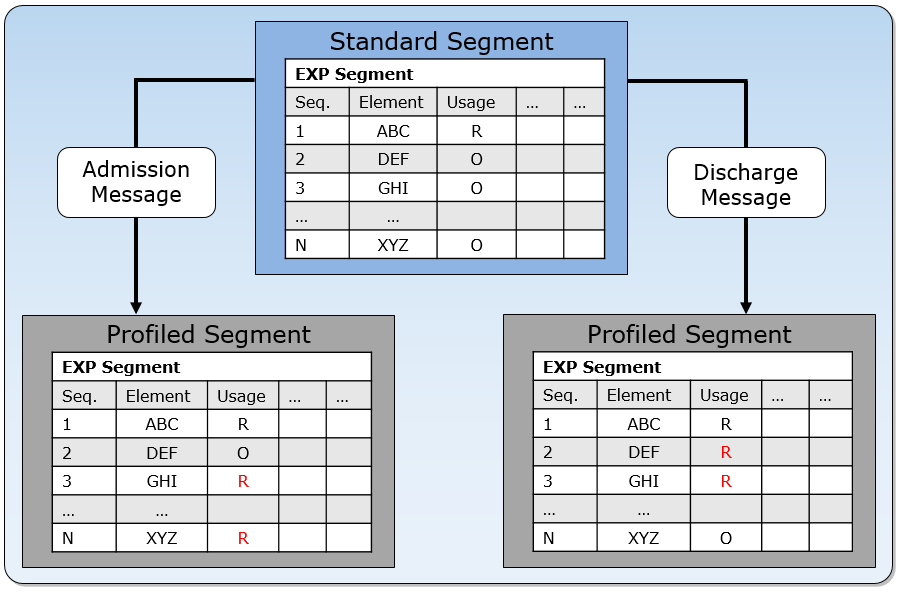 Standard Segment
EXP Segment
Seq. Element Usage ... ...
1 ABC R
2 DEF O
3 GHI O
... ...
N XYZ O
Admission
Message
Discharge
Message
Profiled Segment
EXP Segment
Seq. Element Usage ... ...
1 ABC R
2 DEF O
3 GHI R
... ...
N XYZ R
Profiled Segment
EXP Segment
Seq. Element Usage ... ...
1 ABC R
2 DEF R
3 GHI R
... ...
N XYZ O